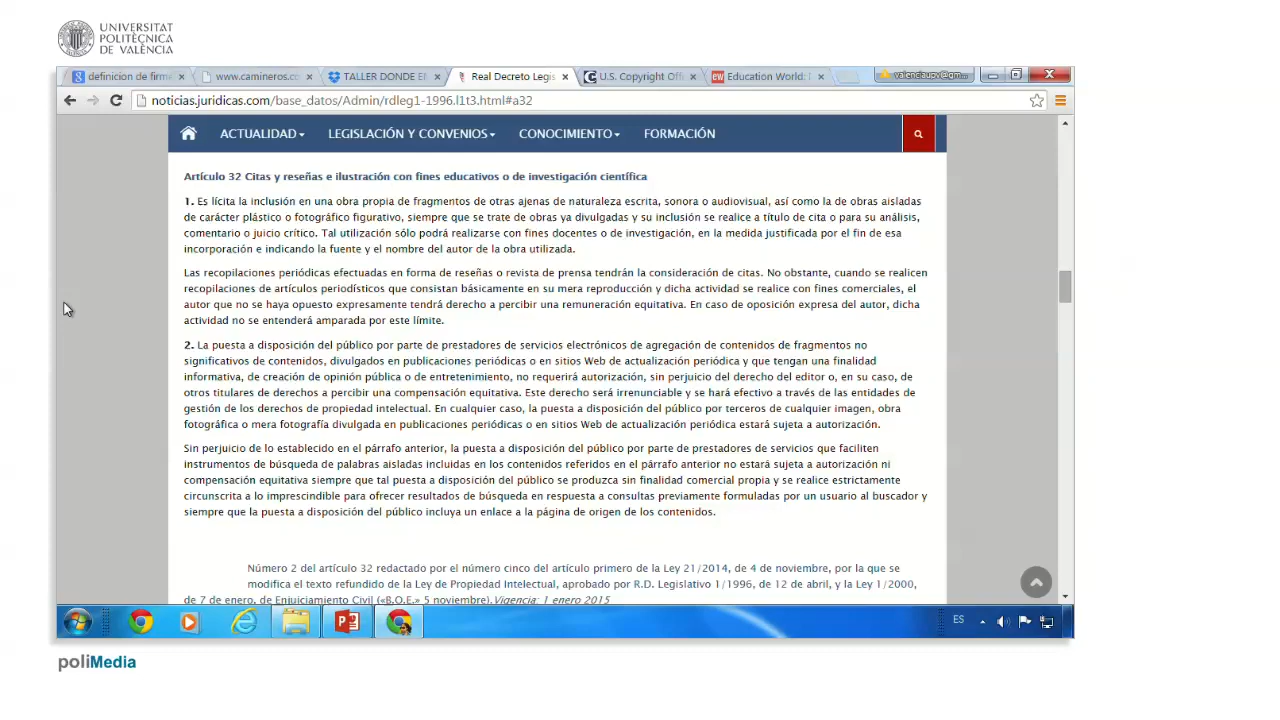 UNIVERSITAT
POLITÈCNICA
DE VALÈNCIA
definicion de firm
www.camineros.co
TALLER DONDE EN
Real Decreto Legis
U.S. Copyright Offi
Education World:
valenciaupv@gm...
noticias.juridicas.com/base_datos/Admin/rdleg1-1996.l1t3.html#a32
ACTUALIDAD LEGISLACIÓN Y CONVENIOS CONOCIMIENTO FORMACIÓN
Artículo 32 Citas y reseñas e ilustración con fines educativos o de investigación científica
1. Es lícita la inclusión en una obra propia de fragmentos de otras ajenas de naturaleza escrita, sonora o audiovisual, así como la de obras aisladas
de carácter plástico o fotográfico figurativo, siempre que se trate de obras ya divulgadas y su inclusión se realice a título de cita o para su análisis,
comentario o juicio crítico. Tal utilización sólo podrá realizarse con fines docentes o de investigación, en la medida justificada por el fin de esa
incorporación e indicando la fuente y el nombre del autor de la obra utilizada.
Las recopilaciones periódicas efectuadas en forma de reseñas o revista de prensa tendrán la consideración de citas. No obstante, cuando se realicen
recopilaciones de artículos periodísticos que consistan básicamente en su mera reproducción y dicha actividad se realice con fines comerciales, el
autor que no se haya opuesto expresamente tendrá derecho a percibir una remuneración equitativa. En caso de oposición expresa del autor, dicha
actividad no se entenderá amparada por este límite.
2. La puesta a disposición del público por parte de prestadores de servicios electrónicos de agregación de contenidos de fragmentos no
significativos de contenidos, divulgados en publicaciones periódicas o en sitios Web de actualización periódica y que tengan una finalidad
informativa, de creación de opinión pública o de entretenimiento, no requerirá autorización, sin perjuicio del derecho del editor o, en su caso, de
otros titulares de derechos a percibir una compensación equitativa. Este derecho será irrenunciable y se hará efectivo a través de las entidades de
gestión de los derechos de propiedad intelectual. En cualquier caso, la puesta a disposición del público por terceros de cualquier imagen, obra
fotográfica o mera fotografía divulgada en publicaciones periódicas o en sitios Web de actualización periódica estará sujeta a autorización.
Sin perjuicio de lo establecido en el párrafo anterior, la puesta a disposición del público por parte de prestadores de servicios que faciliten
instrumentos de búsqueda de palabras aisladas incluidas en los contenidos referidos en el párrafo anterior no estará sujeta a autorización ni
compensación equitativa siempre que tal puesta a disposición del público se produzca sin finalidad comercial propia y se realice estrictamente
circunscrita a lo imprescindible para ofrecer resultados de búsqueda en respuesta a consultas previamente formuladas por un usuario al buscador y
siempre que la puesta a disposición del público incluya un enlace a la página de origen de los contenidos.
Número 2 del artículo 32 redactado por el número cinco del artículo primero de la Ley 21/2014, de 4 de noviembre, por la que se
modifica el texto refundido de la Ley de Propiedad Intelectual, aprobado por R.D. Legislativo 1/1996, de 12 de abril, y la Ley 1/2000,
de 7 de enero, de Enjuiciamiento Civil («B.O.E.» 5 noviembre).Vigencia: 1 enero 2015
ES
poliMedia